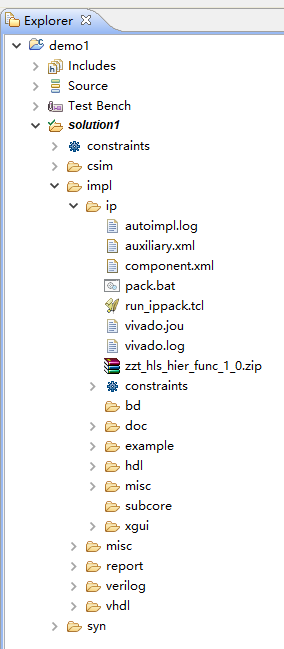 Explorer
demo1
Includes
Source
Test Bench
solution1
constraints
csim
impl
ip
autoimpl.log
auxiliary.xml
component.xml
pack.bat
run_ippack.tcl
vivado.jou
vivado.log
zzt_hls_hier_func_1_0.zip
constraints
bd
doc
example
hdl
misc
subcore
xgui
misc
report
verilog
vhdl
syn